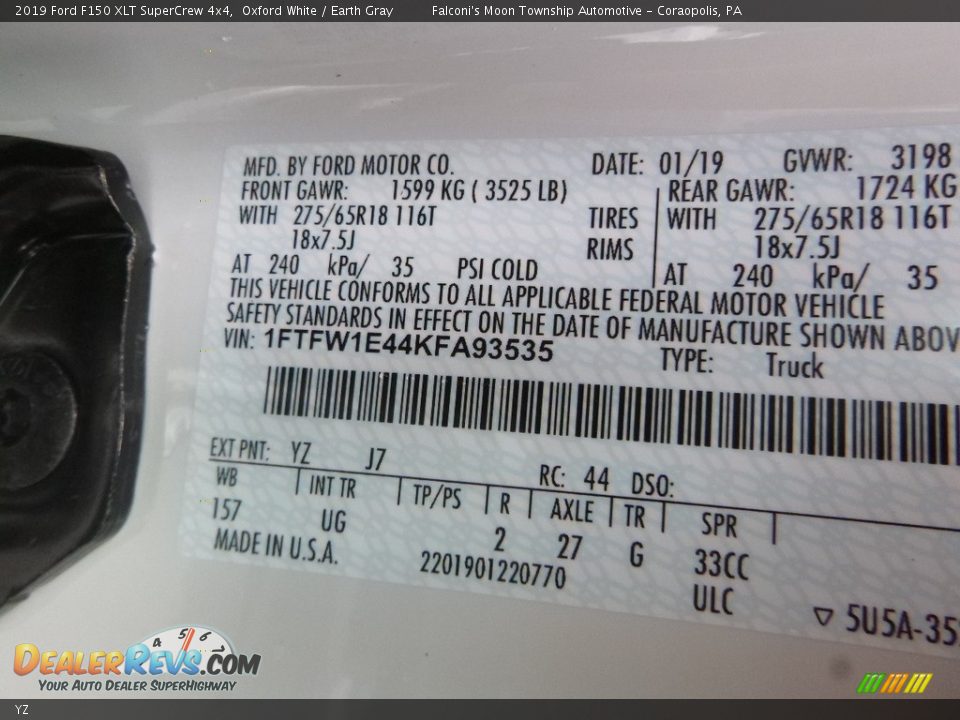 2019 Ford F150 XLT SuperCrew 4x4, Oxford White / Earth Gray Falconi's Moon Township Automotive - Coraopolis, PA
MFD. BY FORD MOTOR CO. DATE: 01/19 GVWR: 3198
FRONT GAWR: 1599 KG ( 3525 LB) REAR GAWR: 1724 KG
WITH 275/65R18 116T TIRES WITH 275/65R18 116T
18x7.5J RIMS 18x7.5J
AT 240 kPa/ 35 PSI COLD AT 240 kPa/ 35
THIS VEHICLE CONFORMS TO ALL APPLICABLE FEDERAL MOTOR VEHICLE
SAFETY STANDARDS IN EFFECT ON THE DATE OF MANUFACTURE SHOWN ABOV
VIN: 1FTFW1E44KFA93535 TYPE: Truck
EXT PNT: YZ J7 RC: 44 DSO:
WB INT TR TP/PS R AXLE TR SPR
157 UG 2 27 G 33CC
MADE IN U.S.A. 2201901220770 ULC
▽ 5U5A-35
4 5 6
DEALERREVS.COM
YOUR AUTO DEALER SUPERHIGHWAY
YZ